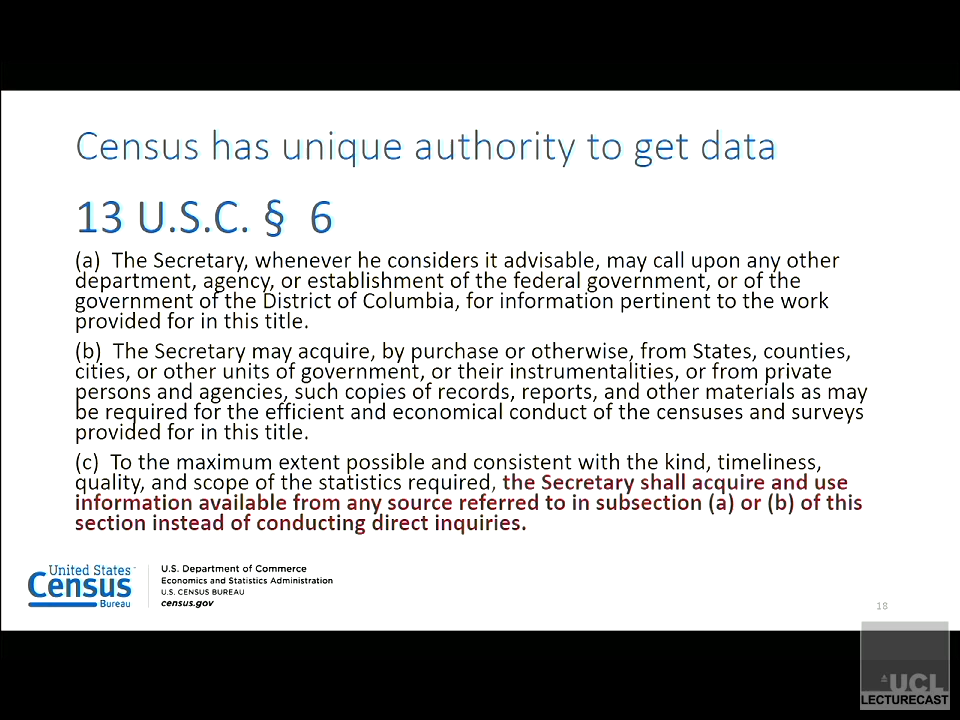 Census has unique authority to get data
13 U.S.C. § 6
(a) The Secretary, whenever he considers it advisable, may call upon any other
department, agency, or establishment of the federal government, or of the
government of the District of Columbia, for information pertinent to the work
provided for in this title.
(b) The Secretary may acquire, by purchase or otherwise, from States, counties,
cities, or other units of government, or their instrumentalities, or from private
persons and agencies, such copies of records, reports, and other materials as may
be required for the efficient and economical conduct of the censuses and surveys
provided for in this title.
(c) To the maximum extent possible and consistent with the kind, timeliness,
quality, and scope of the statistics required, the Secretary shall acquire and use
information available from any source referred to in subsection (a) or (b) of this
section instead of conducting direct inquiries.
United States
Census
Bureau
U.S. Department of Commerce
Economics and Statistics Administration
U.S. CENSUS BUREAU
census.gov
18
UCL
LECTURECAST